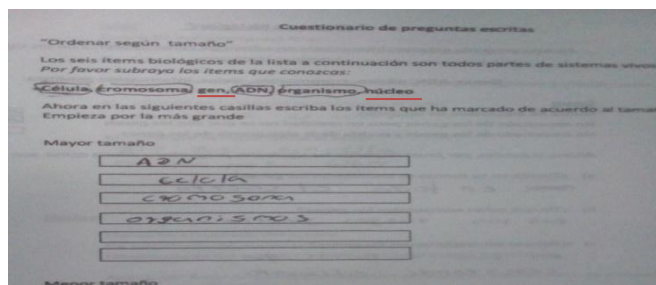 Cuestionario de preguntas escritas
"Ordenar según tamaño"
Los seis ítems biológicos de la lista a continuación son todos partes de sistemas vivos
Por favor subraya los ítems que conozcas:
Célula, cromosoma, gen, ADN, organismo, núcleo
Ahora en las siguientes casillas escriba los ítems que ha marcado de acuerdo al tamañ
Empieza por la más grande
Mayor tamaño
ADN
celcla
cromosoma
organismos
Menor tamaño